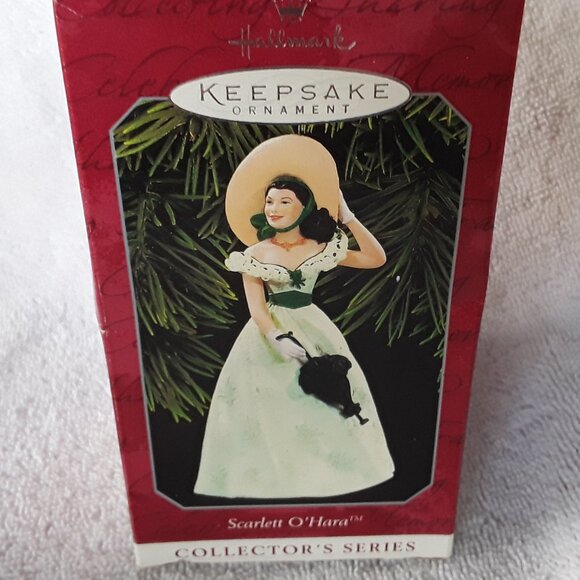 Hallmark
KEEPSAKE
ORNAMENT
Scarlett O'Hara™
COLLECTOR'S SERIES